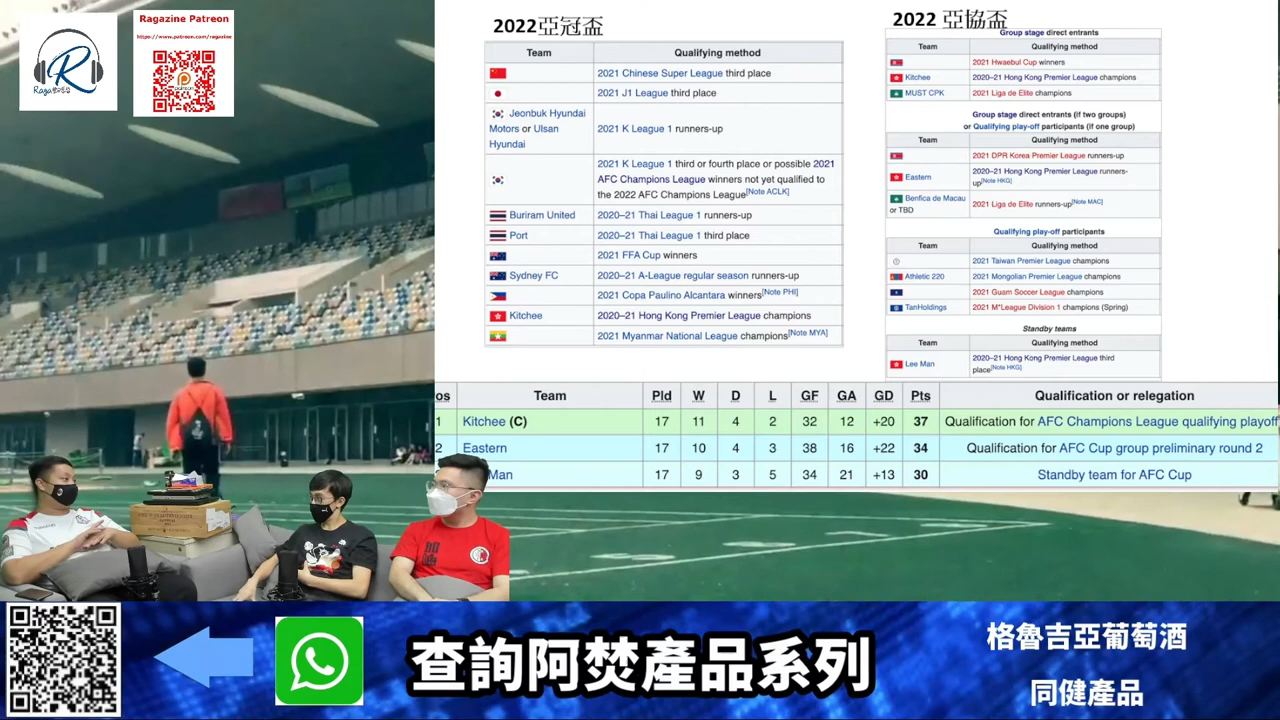 R
Raga
Ragazine Patreon
https://www.patreon.com/ragazine
2022亞冠盃
Team Qualifying method
2021 Chinese Super League third place
2021 J1 League third place
Jeonbuk Hyundai Motors or Ulsan Hyundai 2021 K League 1 runners-up
2021 K League 1 third or fourth place or possible 2021
AFC Champions League winners not yet qualified to
the 2022 AFC Champions League[Note ACLK]
Buriram United 2020–21 Thai League 1 runners-up
Port 2020–21 Thai League 1 third place
2021 FFA Cup winners
Sydney FC 2020–21 A-League regular season runners-up
2021 Copa Paulino Alcantara winners[Note PHI]
Kitchee 2020–21 Hong Kong Premier League champions
2021 Myanmar National League champions[Note MYA]
2022 亞協盃
Group stage direct entrants
Team Qualifying method
2021 Hwaebul Cup winners
Kitchee 2020–21 Hong Kong Premier League champions
MUST CPK 2021 Liga de Elite champions
Group stage direct entrants (if two groups)
or Qualifying play-off participants (if one group)
Team Qualifying method
2021 DPR Korea Premier League runners-up
Eastern 2020–21 Hong Kong Premier League runners-up[Note HKG]
Benfica de Macau or TBD 2021 Liga de Elite runners-up[Note MAC]
Qualifying play-off participants
Team Qualifying method
2021 Taiwan Premier League champions
Athletic 220 2021 Mongolian Premier League champions
2021 Guam Soccer League champions
TanHoldings 2021 M*League Division 1 champions (Spring)
Standby teams
Team Qualifying method
Lee Man 2020–21 Hong Kong Premier League third place[Note HKG]
os Team Pld W D L GF GA GD Pts Qualification or relegation
1 Kitchee (C) 17 11 4 2 32 12 +20 37 Qualification for AFC Champions League qualifying playoff
2 Eastern 17 10 4 3 38 16 +22 34 Qualification for AFC Cup group preliminary round 2
Man 17 9 3 5 34 21 +13 30 Standby team for AFC Cup
查詢阿焚產品系列
格魯吉亞葡萄酒
同健產品